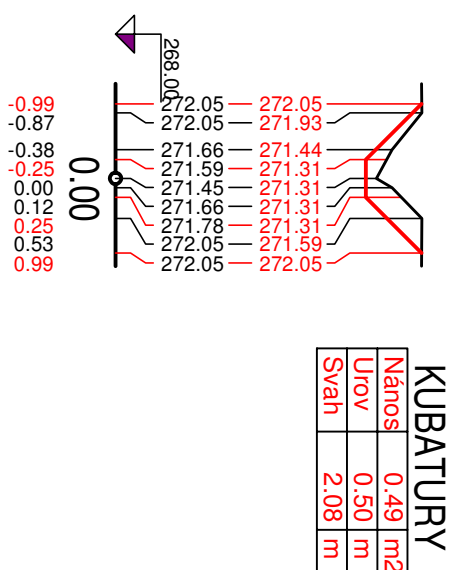 268.00
-0.99 272.05 272.05
-0.87 272.05 271.93
-0.38 271.66 271.44
-0.25 271.59 271.31
0.00 271.45 271.31
0.12 271.66 271.31
0.25 271.78 271.31
0.53 272.05 271.59
0.99 272.05 272.05
0.00
KUBATURY
Nános 0.49 m2
Urov 0.50 m
Svah 2.08 m